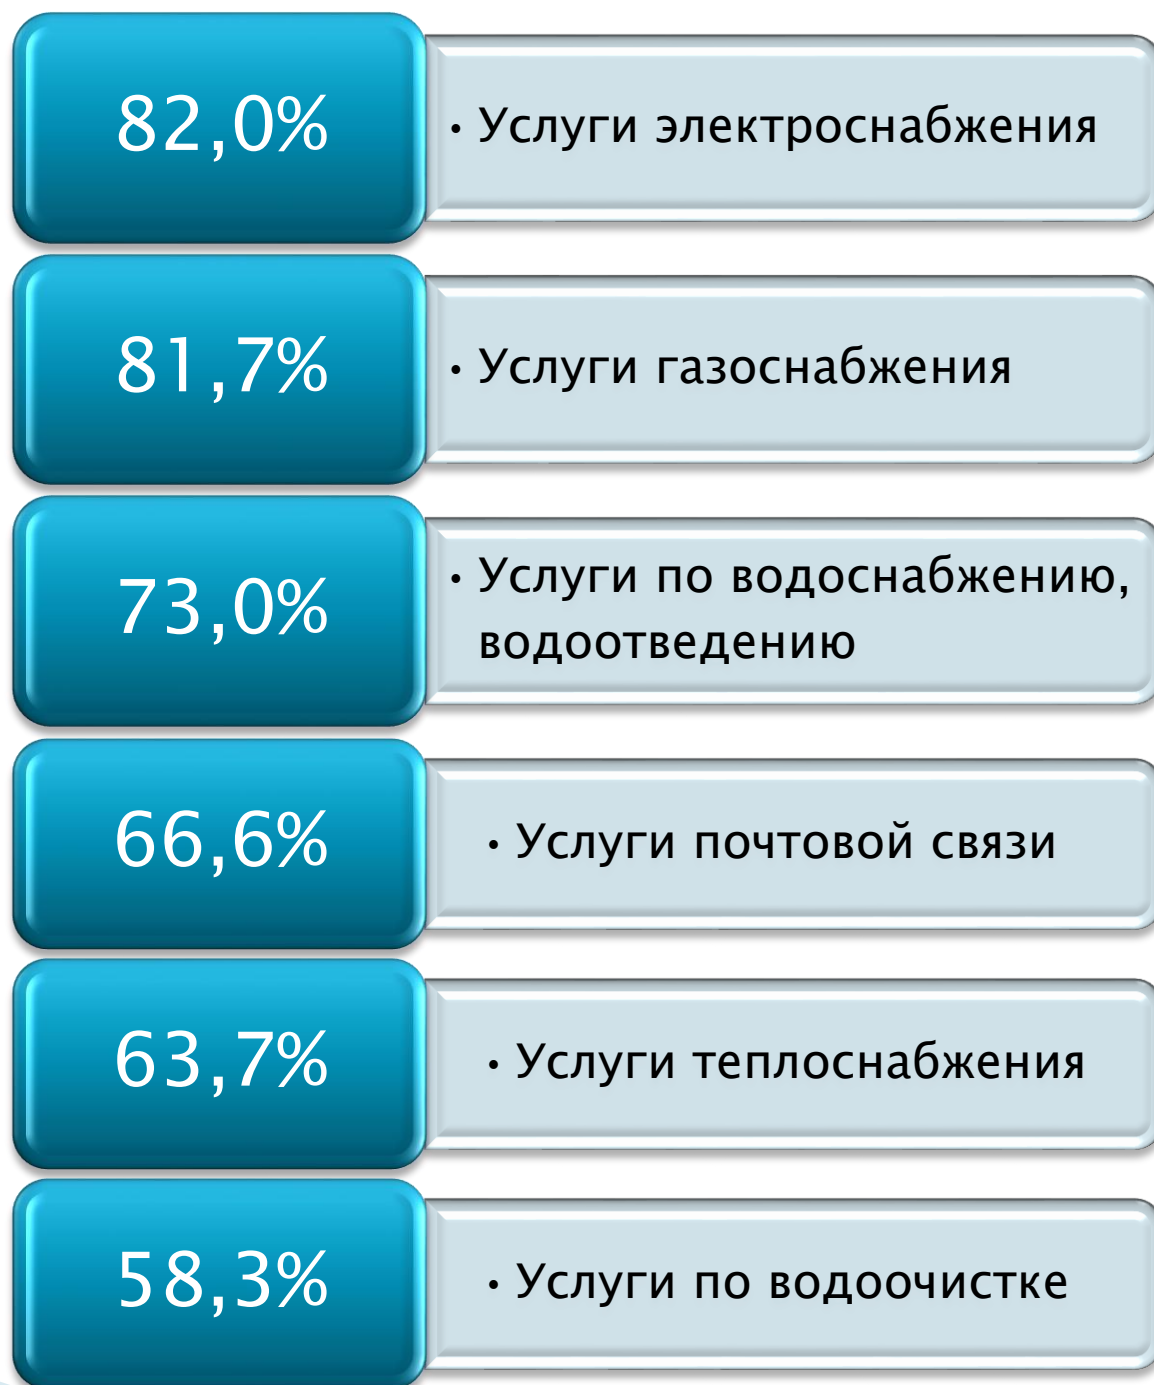 82,0%
• Услуги электроснабжения
81,7%
• Услуги газоснабжения
73,0%
• Услуги по водоснабжению,
водоотведению
66,6%
• Услуги почтовой связи
63,7%
• Услуги теплоснабжения
58,3%
• Услуги по водоочистке